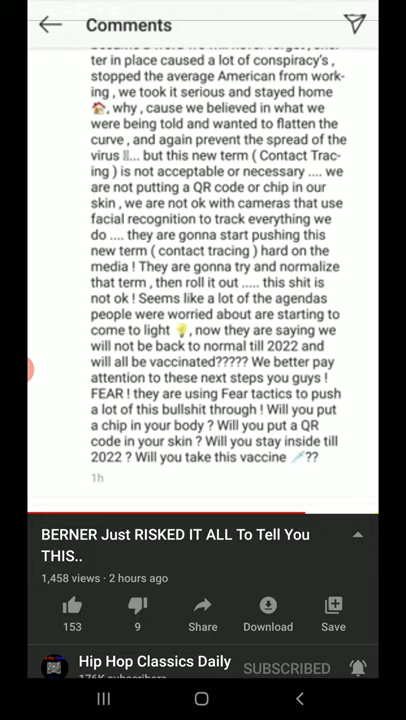 Comments
became a word we will never forget, shel-
ter in place caused a lot of conspiracy's ,
stopped the average American from work-
ing , we took it serious and stayed home
🏠, why , cause we believed in what we
were being told and wanted to flatten the
curve , and again prevent the spread of the
virus ... but this new term ( Contact Trac-
ing ) is not acceptable or necessary .... we
are not putting a QR code or chip in our
skin , we are not ok with cameras that use
facial recognition to track everything we
do .... they are gonna start pushing this
new term ( contact tracing ) hard on the
media ! They are gonna try and normalize
that term , then roll it out ..... this shit is
not ok ! Seems like a lot of the agendas
people were worried about are starting to
come to light 💡, now they are saying we
will not be back to normal till 2022 and
will all be vaccinated????? We better pay
attention to these next steps you guys !
FEAR ! they are using Fear tactics to push
a lot of this bullshit through ! Will you put
a chip in your body ? Will you put a QR
code in your skin ? Will you stay inside till
2022 ? Will you take this vaccine 💉??
1h
BERNER Just RISKED IT ALL To Tell You
THIS..
1,458 views · 2 hours ago
153 9 Share Download Save
Hip Hop Classics Daily SUBSCRIBED
176K subscribers